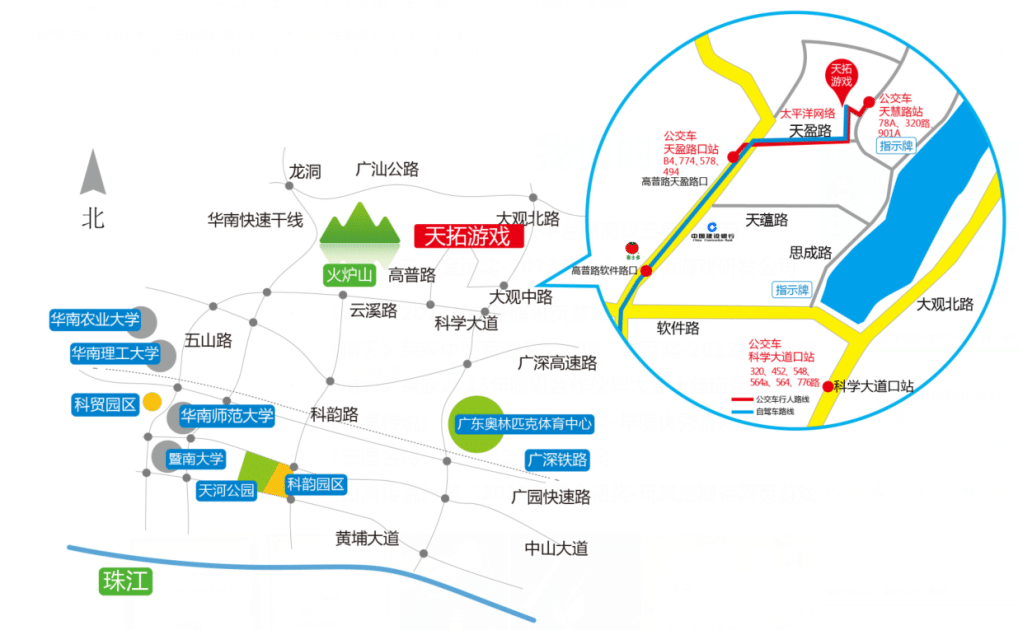 天拓
游戏
公交车
天慧路站
78A、320路
901A
指示牌
太平洋网络
天盈路
公交车
天盈路口站
B4、774、578、
494
高普路天盈路口
天蕴路
中国建设银行
China Construction Bank
思成路
高普路软件路口
指示牌
大观北路
软件路
公交车
科学大道口站
320、452、548、
564a、564、776路
科学大道口站
公交车行人路线
自驾车路线
北
龙洞
广汕公路
华南快速干线
大观北路
天拓游戏
火炉山
高普路
大观中路
云溪路
科学大道
华南农业大学
五山路
华南理工大学
广深高速路
科贸园区
华南师范大学
科韵路
广东奥林匹克体育中心
暨南大学
广深铁路
天河公园
科韵园区
广园快速路
黄埔大道
中山大道
珠江